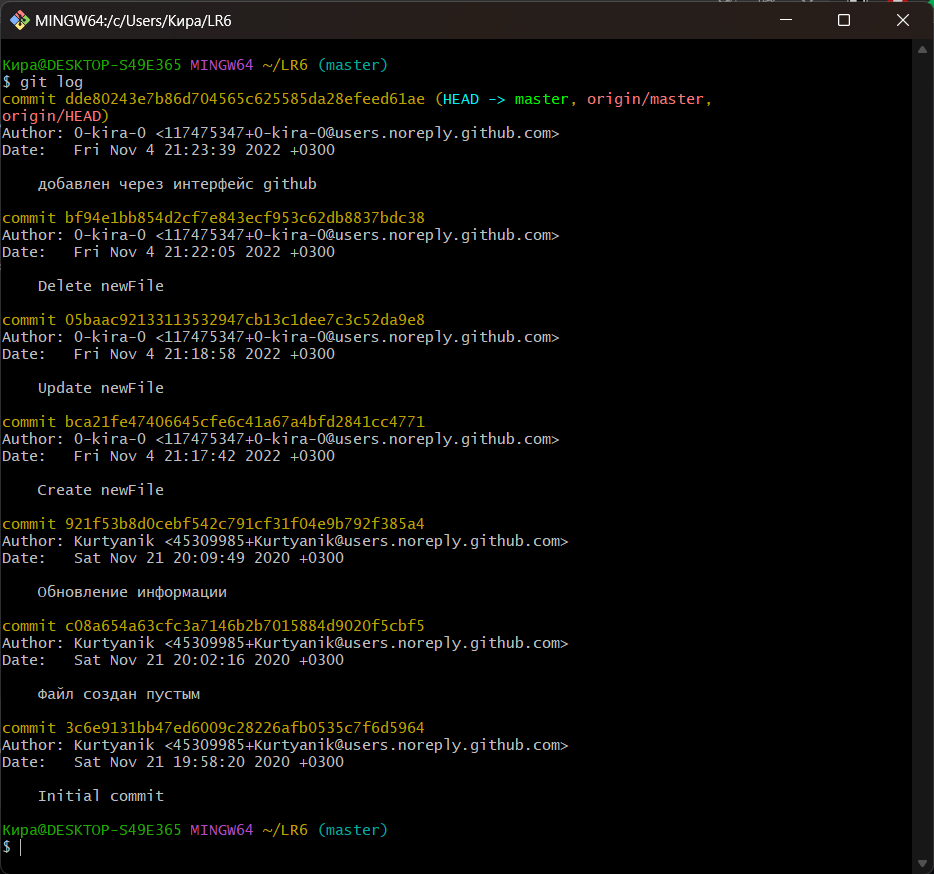 MINGW64:/c/Users/Кира/LR6
Кира@DESKTOP-S49E365 MINGW64 ~/LR6 (master)
$ git log
commit dde80243e7b86d704565c625585da28efeed61ae (HEAD -> master, origin/master,
origin/HEAD)
Author: 0-kira-0 <117475347+0-kira-0@users.noreply.github.com>
Date:   Fri Nov 4 21:23:39 2022 +0300
    добавлен через интерфейс github
commit bf94e1bb854d2cf7e843ecf953c62db8837bdc38
Author: 0-kira-0 <117475347+0-kira-0@users.noreply.github.com>
Date:   Fri Nov 4 21:22:05 2022 +0300
    Delete newFile
commit 05baac92133113532947cb13c1dee7c3c52da9e8
Author: 0-kira-0 <117475347+0-kira-0@users.noreply.github.com>
Date:   Fri Nov 4 21:18:58 2022 +0300
    Update newFile
commit bca21fe47406645cfe6c41a67a4bfd2841cc4771
Author: 0-kira-0 <117475347+0-kira-0@users.noreply.github.com>
Date:   Fri Nov 4 21:17:42 2022 +0300
    Create newFile
commit 921f53b8d0cebf542c791cf31f04e9b792f385a4
Author: Kurtyanik <45309985+Kurtyanik@users.noreply.github.com>
Date:   Sat Nov 21 20:09:49 2020 +0300
    Обновление информации
commit c08a654a63cfc3a7146b2b7015884d9020f5cbf5
Author: Kurtyanik <45309985+Kurtyanik@users.noreply.github.com>
Date:   Sat Nov 21 20:02:16 2020 +0300
    Файл создан пустым
commit 3c6e9131bb47ed6009c28226afb0535c7f6d5964
Author: Kurtyanik <45309985+Kurtyanik@users.noreply.github.com>
Date:   Sat Nov 21 19:58:20 2020 +0300
    Initial commit
Кира@DESKTOP-S49E365 MINGW64 ~/LR6 (master)
$